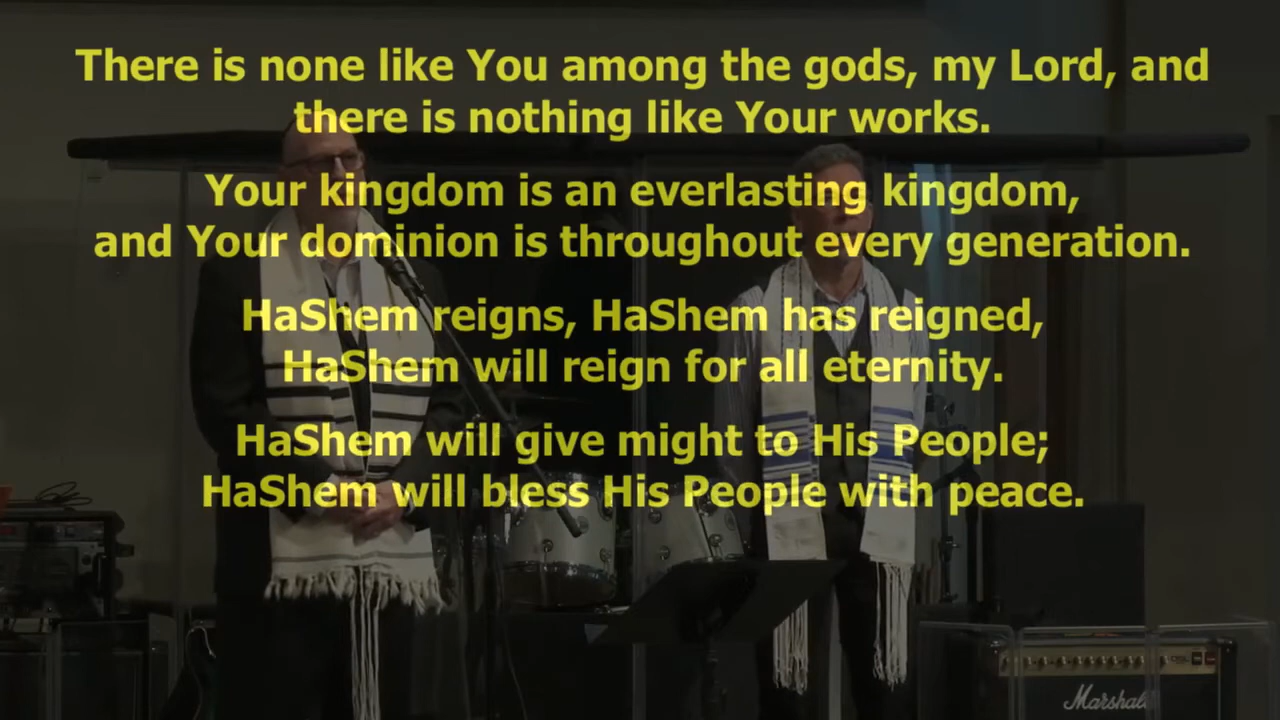 There is none like You among the gods, my Lord, and
there is nothing like Your works.
Your kingdom is an everlasting kingdom,
and Your dominion is throughout every generation.
HaShem reigns, HaShem has reigned,
HaShem will reign for all eternity.
HaShem will give might to His People;
HaShem will bless His People with peace.
Marshall